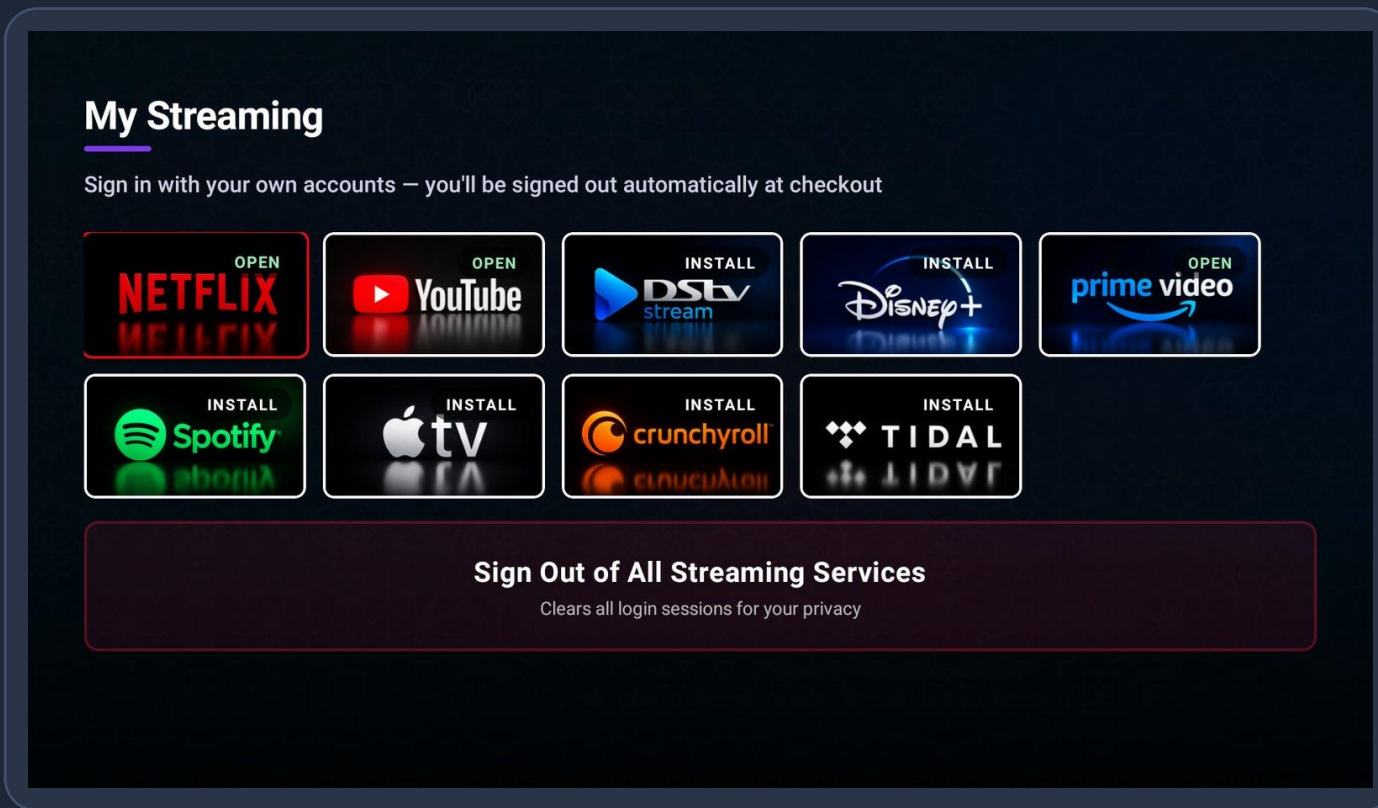 My Streaming
Sign in with your own accounts — you'll be signed out automatically at checkout
OPEN
NETFLIX
OPEN
YouTube
INSTALL
DStv
stream
INSTALL
Disney+
OPEN
prime video
INSTALL
Spotify
INSTALL
tv
INSTALL
crunchyroll
INSTALL
TIDAL
Sign Out of All Streaming Services
Clears all login sessions for your privacy